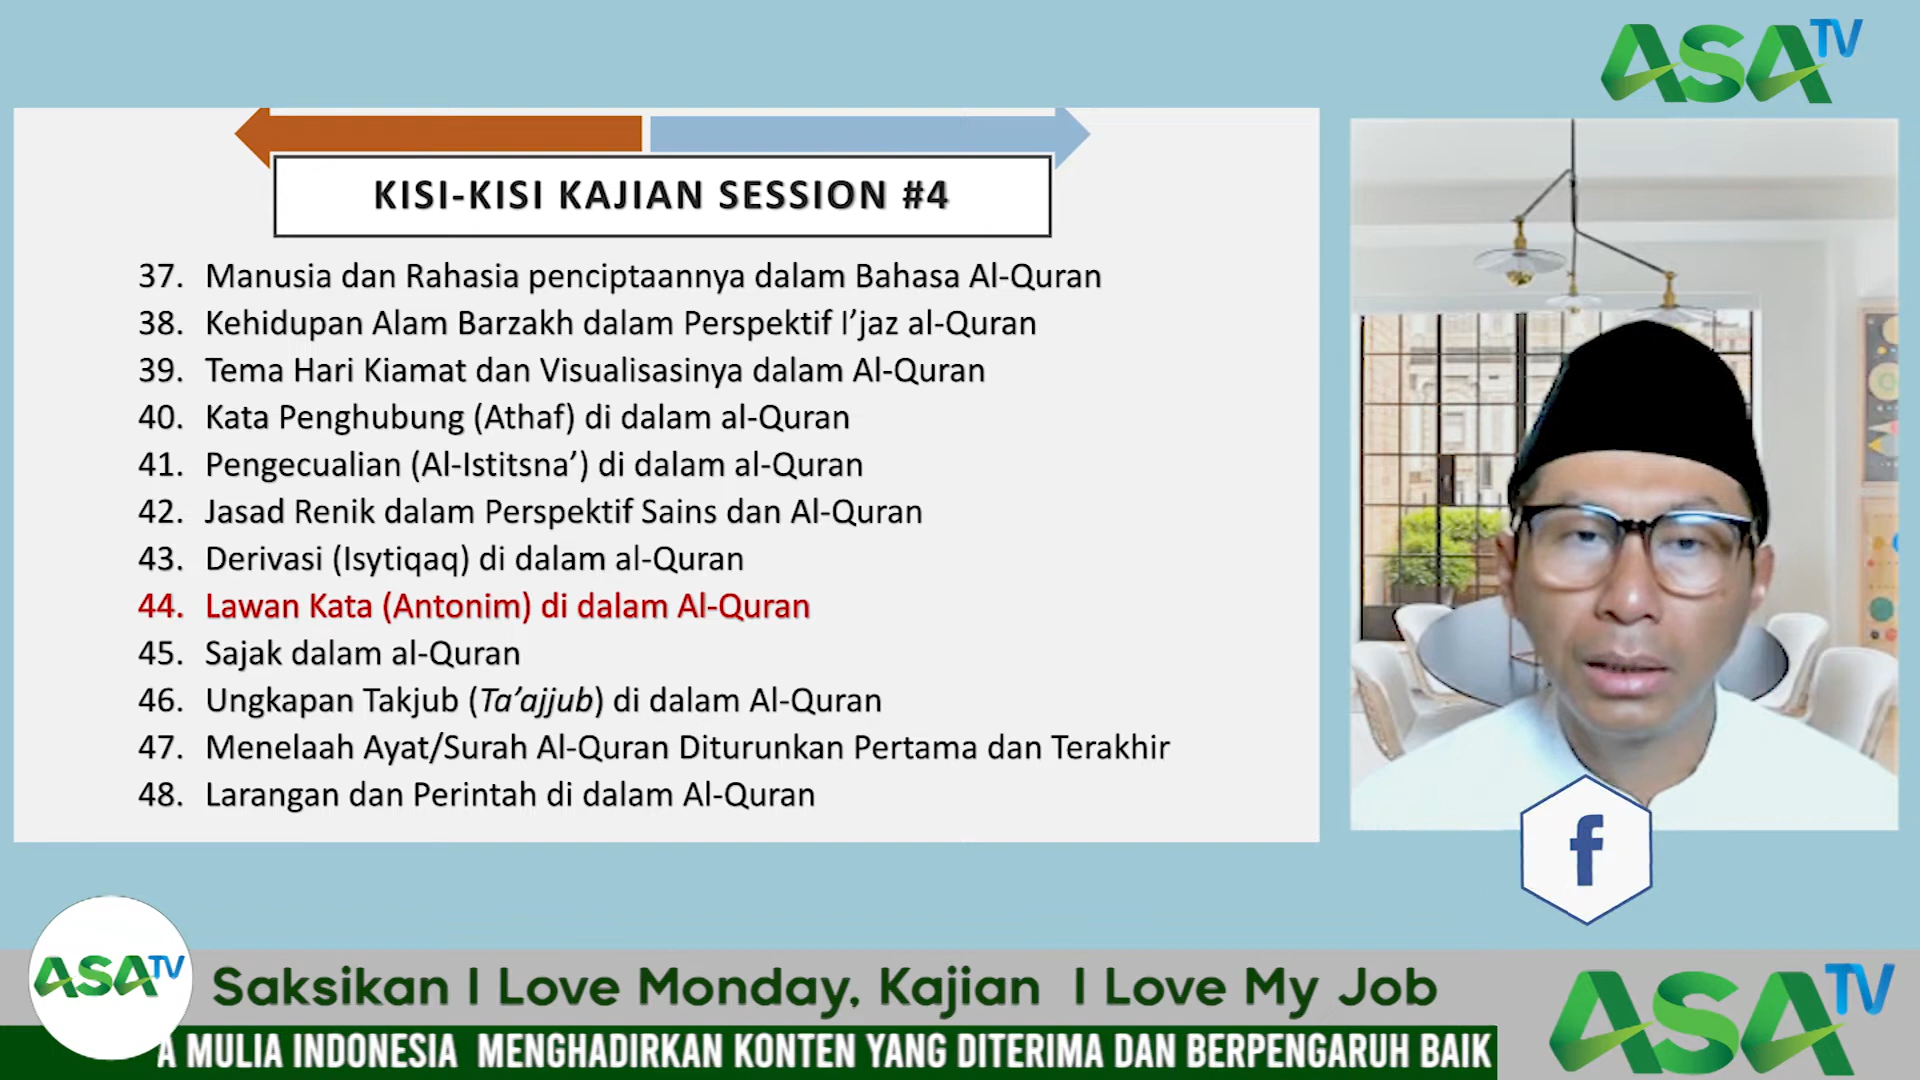 ASA TV
KISI-KISI KAJIAN SESSION #4
37. Manusia dan Rahasia penciptaannya dalam Bahasa Al-Quran
38. Kehidupan Alam Barzakh dalam Perspektif I’jaz al-Quran
39. Tema Hari Kiamat dan Visualisasinya dalam Al-Quran
40. Kata Penghubung (Athaf) di dalam al-Quran
41. Pengecualian (Al-Istitsna’) di dalam al-Quran
42. Jasad Renik dalam Perspektif Sains dan Al-Quran
43. Derivasi (Isytiqaq) di dalam al-Quran
44. Lawan Kata (Antonim) di dalam Al-Quran
45. Sajak dalam al-Quran
46. Ungkapan Takjub (Ta’ajjub) di dalam Al-Quran
47. Menelaah Ayat/Surah Al-Quran Diturunkan Pertama dan Terakhir
48. Larangan dan Perintah di dalam Al-Quran
f
ASA TV
Saksikan I Love Monday, Kajian I Love My Job
ASA TV
A MULIA INDONESIA MENGHADIRKAN KONTEN YANG DITERIMA DAN BERPENGARUH BAIK